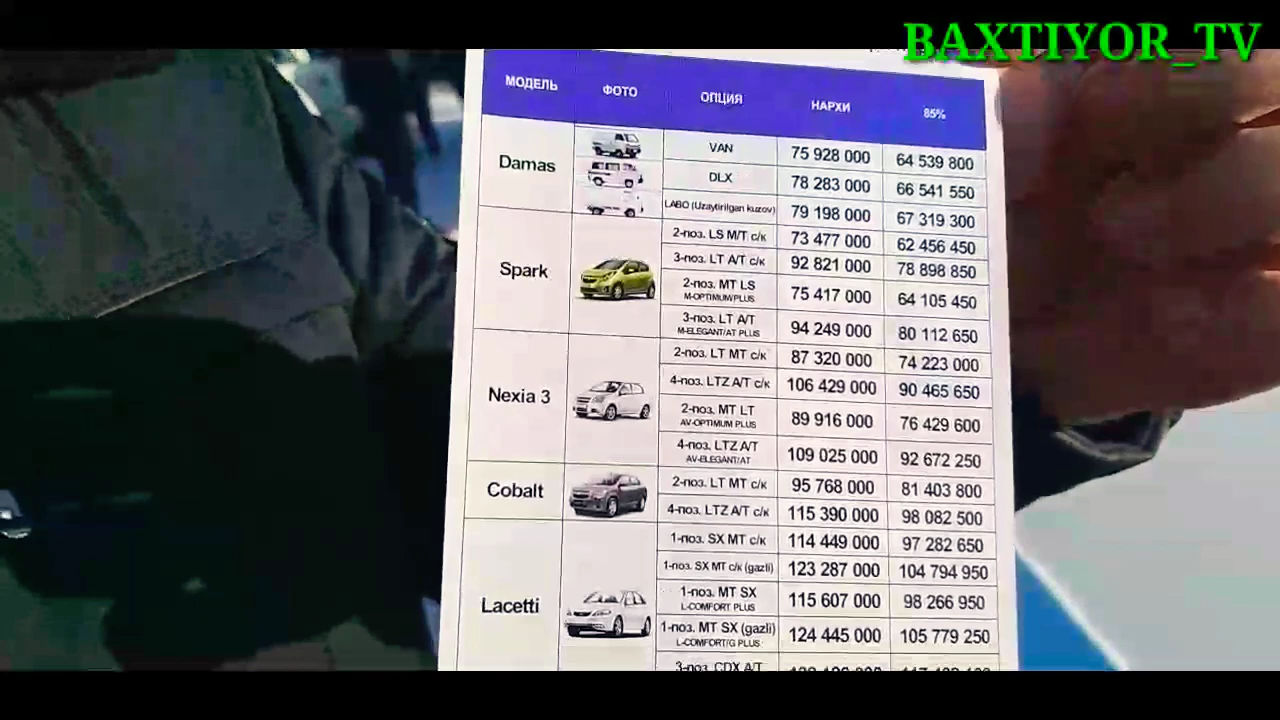 BAXTIYOR_TV
МОДЕЛЬ ФОТО ОПЦИЯ НАРХИ 85%
Damas
VAN 75 928 000 64 539 800
DLX 78 283 000 66 541 550
LABO (Uzaytirilgan kuzov) 79 198 000 67 319 300
Spark
2-поз. LS M/T с/к 73 477 000 62 456 450
3-поз. LT A/T с/к 92 821 000 78 898 850
2-поз. MT LS
M-OPTIMUM/PLUS 75 417 000 64 105 450
3-поз. LT A/T
M-ELEGANT/AT PLUS 94 249 000 80 112 650
Nexia 3
2-поз. LT MT с/к 87 320 000 74 223 000
4-поз. LTZ A/T с/к 106 429 000 90 465 650
2-поз. MT LT
AV-OPTIMUM PLUS 89 916 000 76 429 600
4-поз. LTZ A/T
AV-ELEGANT/AT 109 025 000 92 672 250
Cobalt
2-поз. LT MT с/к 95 768 000 81 403 800
4-поз. LTZ A/T с/к 115 390 000 98 082 500
Lacetti
1-поз. SX MT с/к 114 449 000 97 282 650
1-поз. SX MT с/к (gazli) 123 287 000 104 794 950
1-поз. MT SX
L-COMFORT PLUS 115 607 000 98 266 950
1-поз. MT SX (gazli)
L-COMFORT/G PLUS 124 445 000 105 779 250
3-поз. CDX A/T